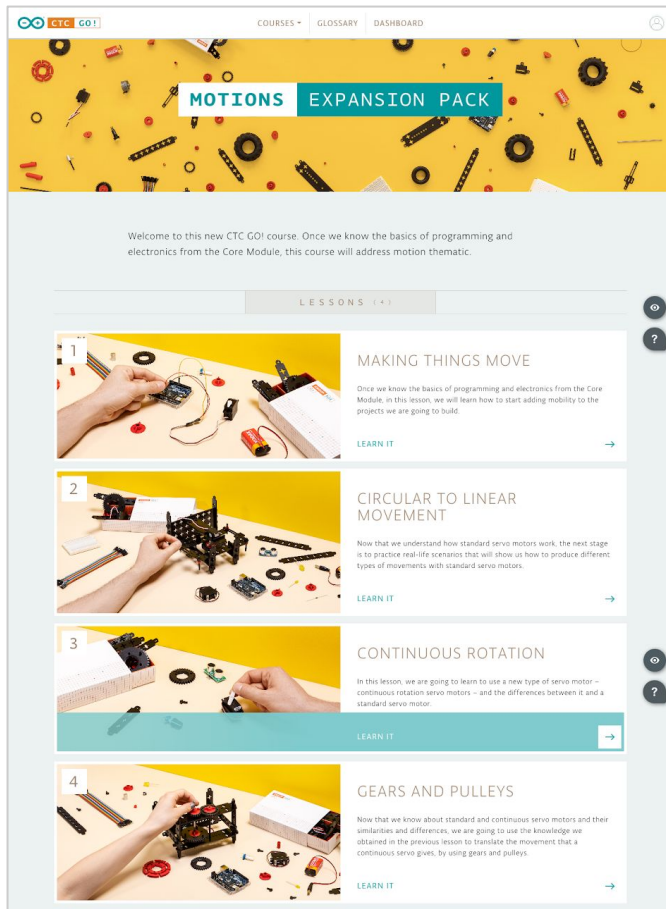 CTC GO!
COURSES
GLOSSARY
DASHBOARD
MOTIONS EXPANSION PACK
Welcome to this new CTC GO! course. Once we know the basics of programming and
electronics from the Core Module, this course will address motion thematic.
LESSONS (4)
1
MAKING THINGS MOVE
Once we know the basics of programming and electronics from the Core
Module, in this lesson, we will learn how to start adding mobility to the
projects we are going to build.
LEARN IT
2
CIRCULAR TO LINEAR
MOVEMENT
Now that we understand how standard servo motors work, the next stage
is to practice real-life scenarios that will show us how to produce different
types of movements with standard servo motors.
LEARN IT
3
CONTINUOUS ROTATION
In this lesson, we are going to learn to use a new type of servo motor –
continuous rotation servo motors – and the differences between it and a
standard servo motor.
LEARN IT
4
GEARS AND PULLEYS
Now that we know about standard and continuous servo motors and their
similarities and differences, we are going to use the knowledge we
obtained in the previous lesson to translate the movement that a
continuous servo gives, by using gears and pulleys.
LEARN IT
?
?